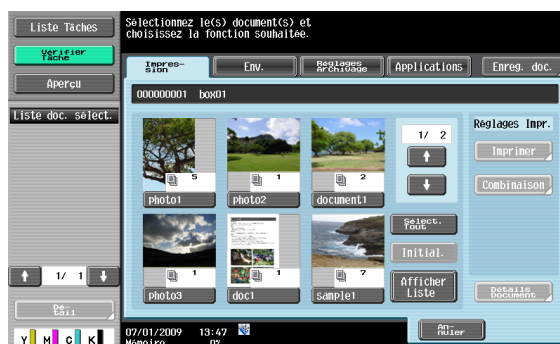 Liste Tâches
Vérifier
Tâche
Aperçu
Liste doc. sélect.
1/ 1
Dé-
tail
Y M C K
Sélectionnez le(s) document(s) et
choisissez la fonction souhaitée.
Impres-
sion
Env.
Réglages
Archivage
Applications
Enreg. doc.
000000001 box01
5
photo1
1
photo2
2
document1
1
photo3
1
doc1
7
sample1
1/ 2
Sélect.
Tout
Initial.
Afficher
Liste
Réglages Impr.
Imprimer
Combinaison
Détails
Document
07/01/2009 13:47
Mémoire 0%
An-
nuler